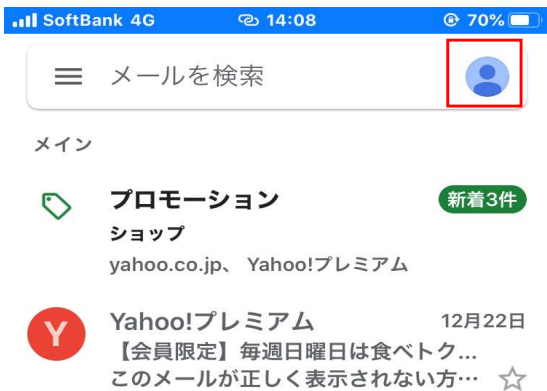 SoftBank 4G 14:08 70%
メールを検索
メイン
プロモーション 新着3件
ショップ
yahoo.co.jp、 Yahoo!プレミアム
Y Yahoo!プレミアム 12月22日
【会員限定】毎週日曜日は食べトク...
このメールが正しく表示されない方…